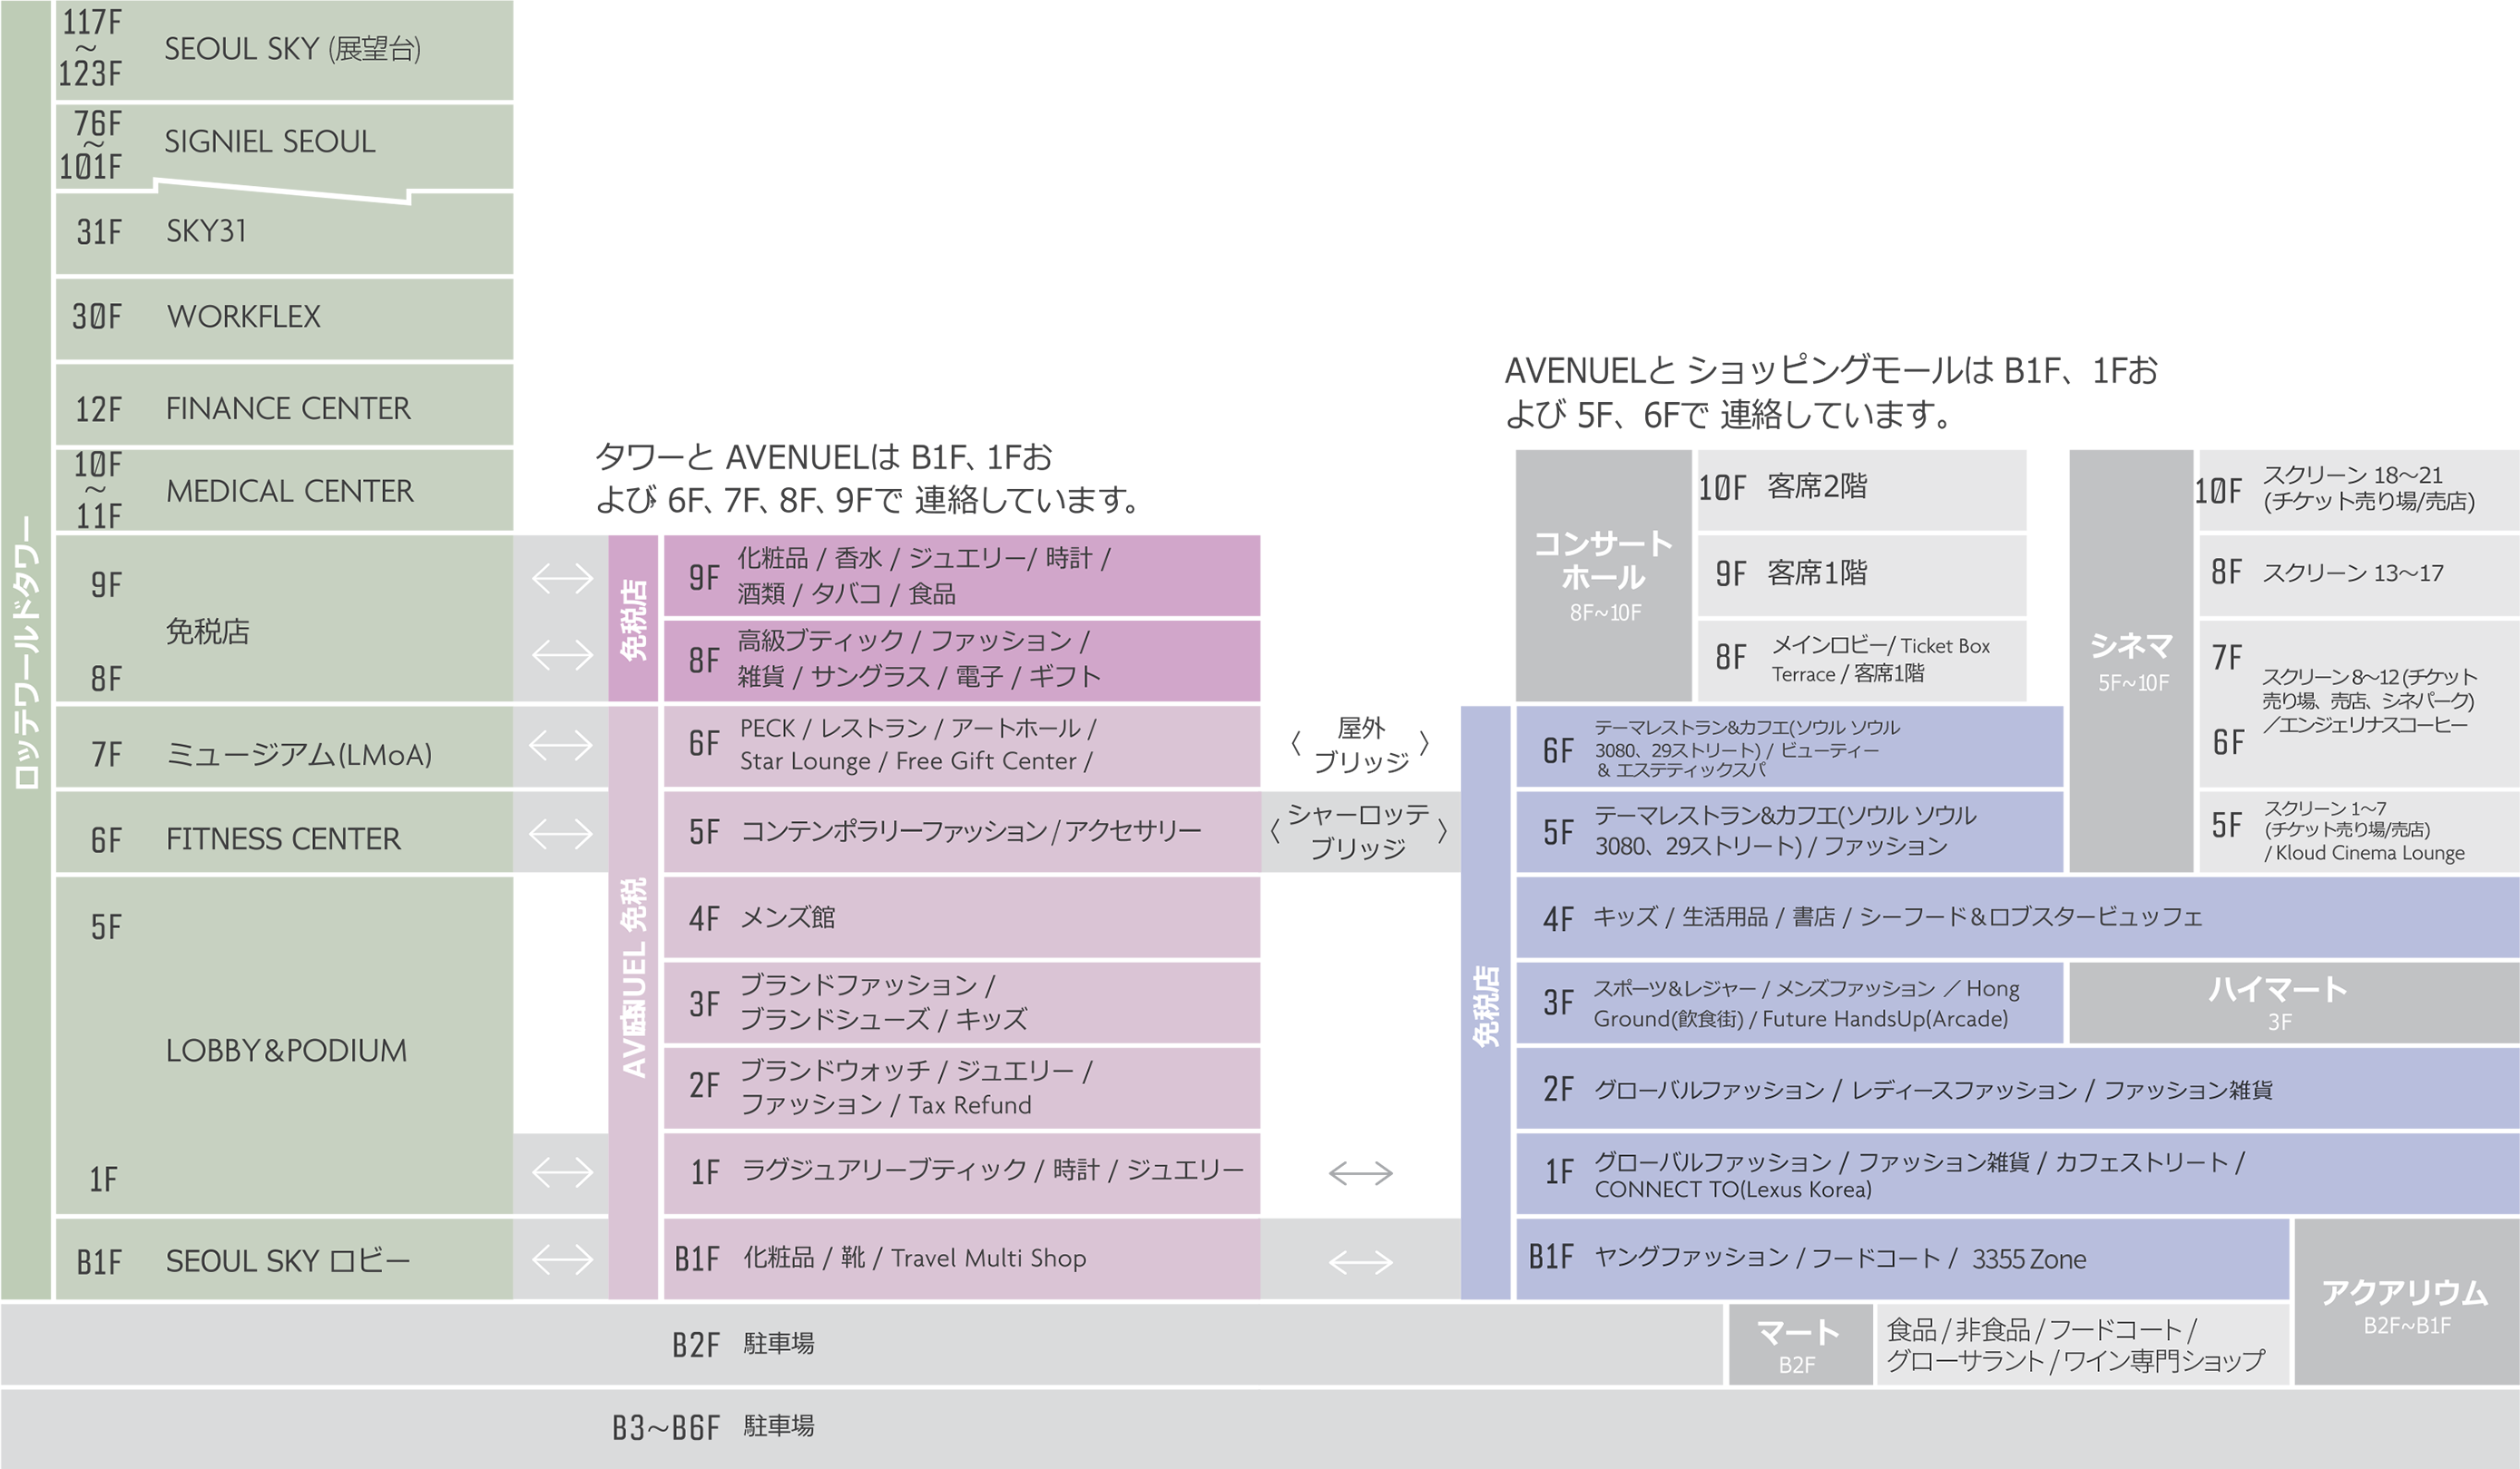 ロッテワールドタワー
117F
～
123F
SEOUL SKY (展望台)
76F
～
101F
SIGNIEL SEOUL
31F
SKY31
30F
WORKFLEX
12F
FINANCE CENTER
10F
～
11F
MEDICAL CENTER
9F
免税店
8F
7F
ミュージアム(LMoA)
6F
FITNESS CENTER
5F
LOBBY&PODIUM
1F
B1F
SEOUL SKY ロビー
タワーと AVENUELは B1F、1Fお
よび 6F、7F、8F、9Fで 連絡しています。
免税店
9F
化粧品 / 香水 / ジュエリー/ 時計 /
酒類 / タバコ / 食品
8F
高級ブティック / ファッション /
雑貨 / サングラス / 電子 / ギフト
免税
6F
PECK / レストラン / アートホール /
Star Lounge / Free Gift Center /
5F
コンテンポラリーファッション / アクセサリー
4F
メンズ館
3F
ブランドファッション /
ブランドシューズ / キッズ
2F
ブランドウォッチ / ジュエリー /
ファッション / Tax Refund
1F
ラグジュアリーブティック / 時計 / ジュエリー
B1F
化粧品 / 靴 / Travel Multi Shop
〈 屋外
ブリッジ 〉
〈 シャーロッテ
ブリッジ 〉
AVENUELと ショッピングモールは B1F、1Fお
よび 5F、6Fで 連絡しています。
コンサート
ホール
8F~10F
10F
客席2階
9F
客席1階
8F
メインロビー/ Ticket Box
Terrace / 客席1階
シネマ
5F~10F
10F
スクリーン 18～21
(チケット売り場/売店)
8F
スクリーン 13～17
7F
スクリーン 8～12 (チケット
売り場、売店、シネパーク)
／エンジェリナスコーヒー
6F
5F
スクリーン 1～7
(チケット売り場/売店)
/ Kloud Cinema Lounge
免税店
6F
テーマレストラン&カフエ(ソウル ソウル
3080、29ストリート) / ビューティー
& エステティックスパ
5F
テーマレストラン&カフエ(ソウル ソウル
3080、29ストリート) / ファッション
4F
キッズ / 生活用品 / 書店 / シーフード＆ロブスタービュッフェ
3F
スポーツ&レジャー / メンズファッション ／ Hong
Ground(飲食街) / Future HandsUp(Arcade)
ハイマート
3F
2F
グローバルファッション / レディースファッション / ファッション雑貨
1F
グローバルファッション / ファッション雑貨 / カフェストリート /
CONNECT TO(Lexus Korea)
B1F
ヤングファッション / フードコート / 3355 Zone
アクアリウム
B2F~B1F
B2F
駐車場
マート
B2F
食品 / 非食品 / フードコート /
グローサラント / ワイン専門ショップ
B3～B6F
駐車場